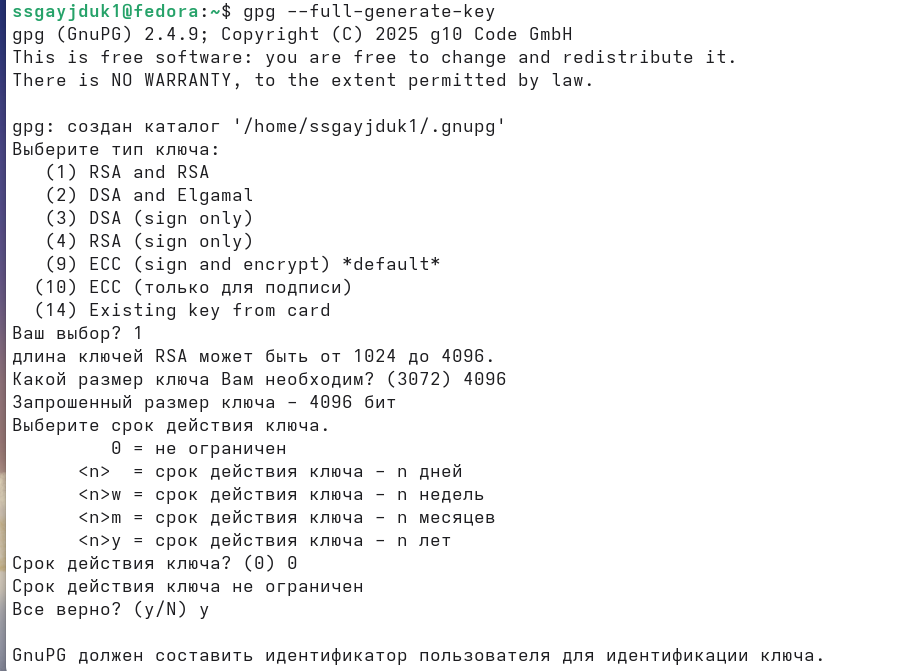 ssgayjduk1@fedora:~$ gpg --full-generate-key
gpg (GnuPG) 2.4.9; Copyright (C) 2025 g10 Code GmbH
This is free software: you are free to change and redistribute it.
There is NO WARRANTY, to the extent permitted by law.

gpg: создан каталог '/home/ssgayjduk1/.gnupg'
Выберите тип ключа:
   (1) RSA and RSA
   (2) DSA and Elgamal
   (3) DSA (sign only)
   (4) RSA (sign only)
   (9) ECC (sign and encrypt) *default*
  (10) ECC (только для подписи)
  (14) Existing key from card
Ваш выбор? 1
длина ключей RSA может быть от 1024 до 4096.
Какой размер ключа Вам необходим? (3072) 4096
Запрошенный размер ключа - 4096 бит
Выберите срок действия ключа.
         0 = не ограничен
      <n>  = срок действия ключа - n дней
      <n>w = срок действия ключа - n недель
      <n>m = срок действия ключа - n месяцев
      <n>y = срок действия ключа - n лет
Срок действия ключа? (0) 0
Срок действия ключа не ограничен
Все верно? (y/N) y

GnuPG должен составить идентификатор пользователя для идентификации ключа.